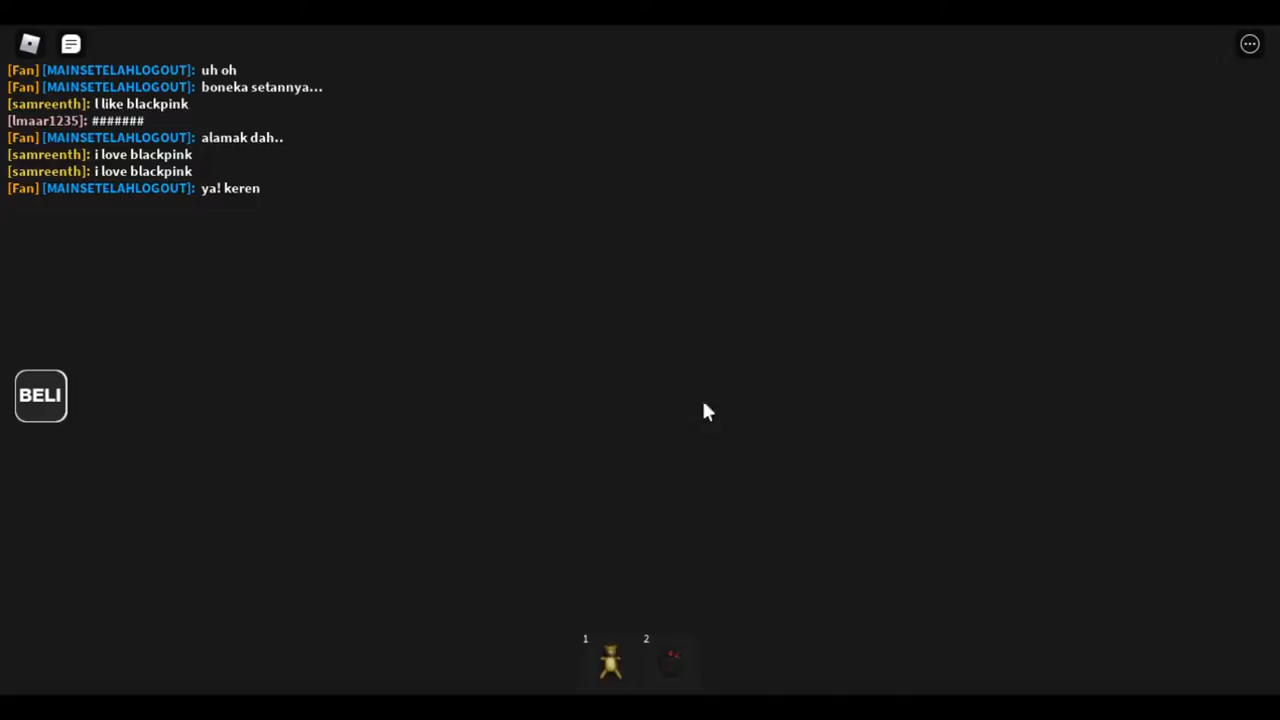 [Fan] [MAINSETELAHLOGOUT]: uh oh
[Fan] [MAINSETELAHLOGOUT]: boneka setannya...
[samreenth]: l like blackpink
[lmaar1235]: #######
[Fan] [MAINSETELAHLOGOUT]: alamak dah..
[samreenth]: i love blackpink
[samreenth]: i love blackpink
[Fan] [MAINSETELAHLOGOUT]: ya! keren
BELI
1 2